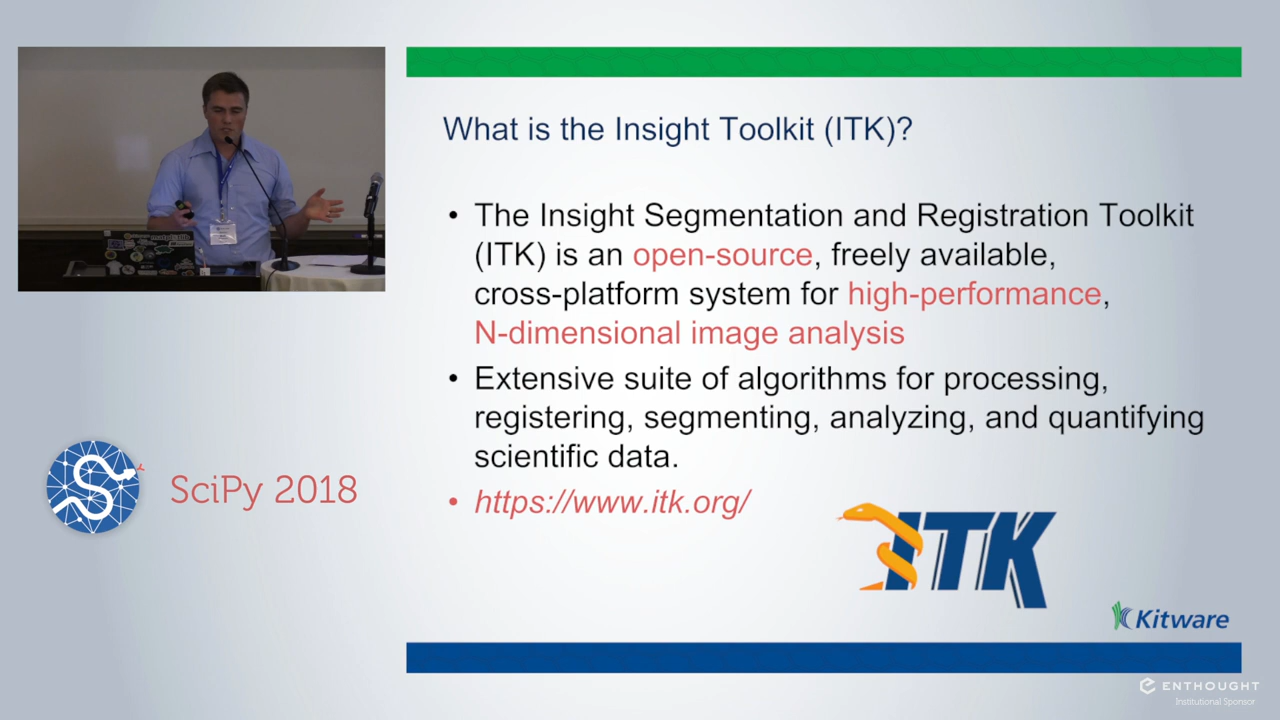 What is the Insight Toolkit (ITK)?
• The Insight Segmentation and Registration Toolkit
(ITK) is an open-source, freely available,
cross-platform system for high-performance,
N-dimensional image analysis
• Extensive suite of algorithms for processing,
registering, segmenting, analyzing, and quantifying
scientific data.
• https://www.itk.org/
ITK
Kitware
SciPy 2018
ENTHOUGHT
Institutional Sponsor